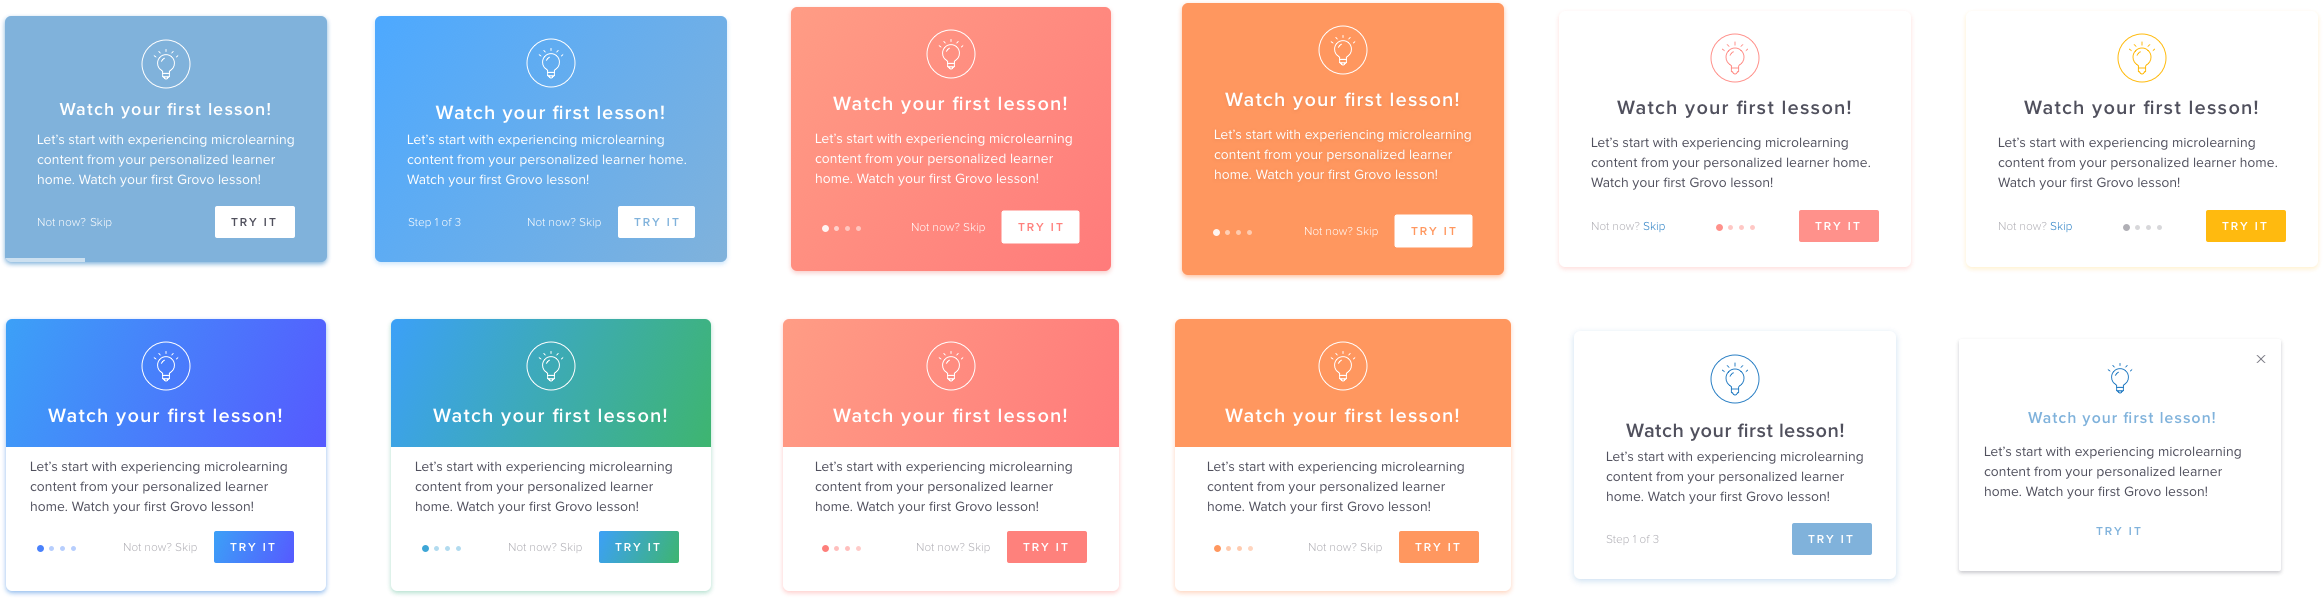 Watch your first lesson!
Let's start with experiencing microlearning
content from your personalized learner
home. Watch your first Grovo lesson!
Not now? Skip
TRY IT
Watch your first lesson!
Let's start with experiencing microlearning
content from your personalized learner home.
Watch your first Grovo lesson!
Step 1 of 3
Not now? Skip
TRY IT
Watch your first lesson!
Let's start with experiencing microlearning
content from your personalized learner
home. Watch your first Grovo lesson!
Not now? Skip
TRY IT
Watch your first lesson!
Let's start with experiencing microlearning
content from your personalized learner
home. Watch your first Grovo lesson!
Not now? Skip
TRY IT
Watch your first lesson!
Let's start with experiencing microlearning
content from your personalized learner home.
Watch your first Grovo lesson!
Not now? Skip
TRY IT
Watch your first lesson!
Let's start with experiencing microlearning
content from your personalized learner home.
Watch your first Grovo lesson!
Not now? Skip
TRY IT
Watch your first lesson!
Let's start with experiencing microlearning
content from your personalized learner
home. Watch your first Grovo lesson!
Not now? Skip
TRY IT
Watch your first lesson!
Let's start with experiencing microlearning
content from your personalized learner
home. Watch your first Grovo lesson!
Not now? Skip
TRY IT
Watch your first lesson!
Let's start with experiencing microlearning
content from your personalized learner
home. Watch your first Grovo lesson!
Not now? Skip
TRY IT
Watch your first lesson!
Let's start with experiencing microlearning
content from your personalized learner
home. Watch your first Grovo lesson!
Not now? Skip
TRY IT
Watch your first lesson!
Let's start with experiencing microlearning
content from your personalized learner
home. Watch your first Grovo lesson!
Step 1 of 3
TRY IT
Watch your first lesson!
Let's start with experiencing microlearning
content from your personalized learner
home. Watch your first Grovo lesson!
TRY IT